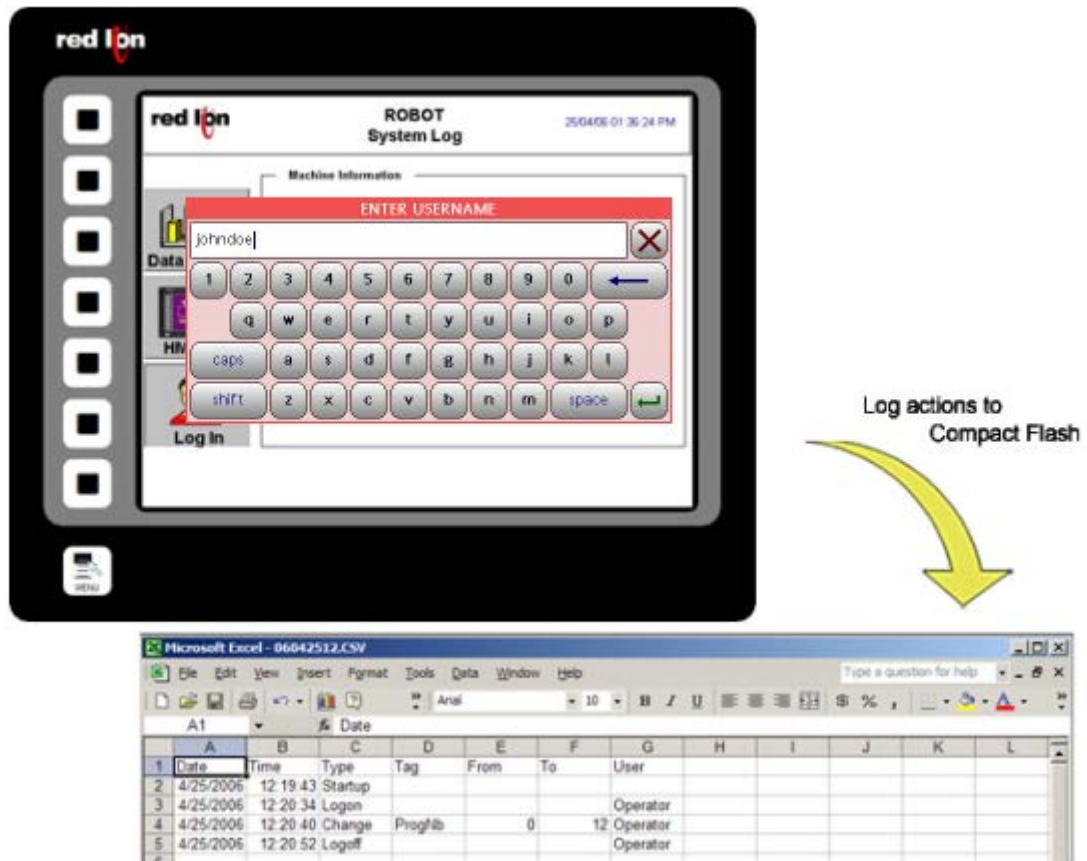 red lion
red lion
ROBOT
System Log
25/04/06 01:36:24 PM
Machine Information
ENTER USERNAME
johndoe
Data
1 2 3 4 5 6 7 8 9 0
q w e r t y u i o p
HM
caps a s d f g h j k l
shift z x c v b n m space
Log In
MENU
Log actions to
Compact Flash
Microsoft Excel - 06042512.CSV
File Edit View Insert Format Tools Data Window Help Type a question for help
Arial 10 B I U $ % ,
A1 fx Date
A B C D E F G H I J K L
1 Date Time Type Tag From To User
2 4/25/2006 12:19:43 Startup
3 4/25/2006 12:20:34 Logon Operator
4 4/25/2006 12:20:40 Change ProgNb 0 12 Operator
5 4/25/2006 12:20:52 Logoff Operator